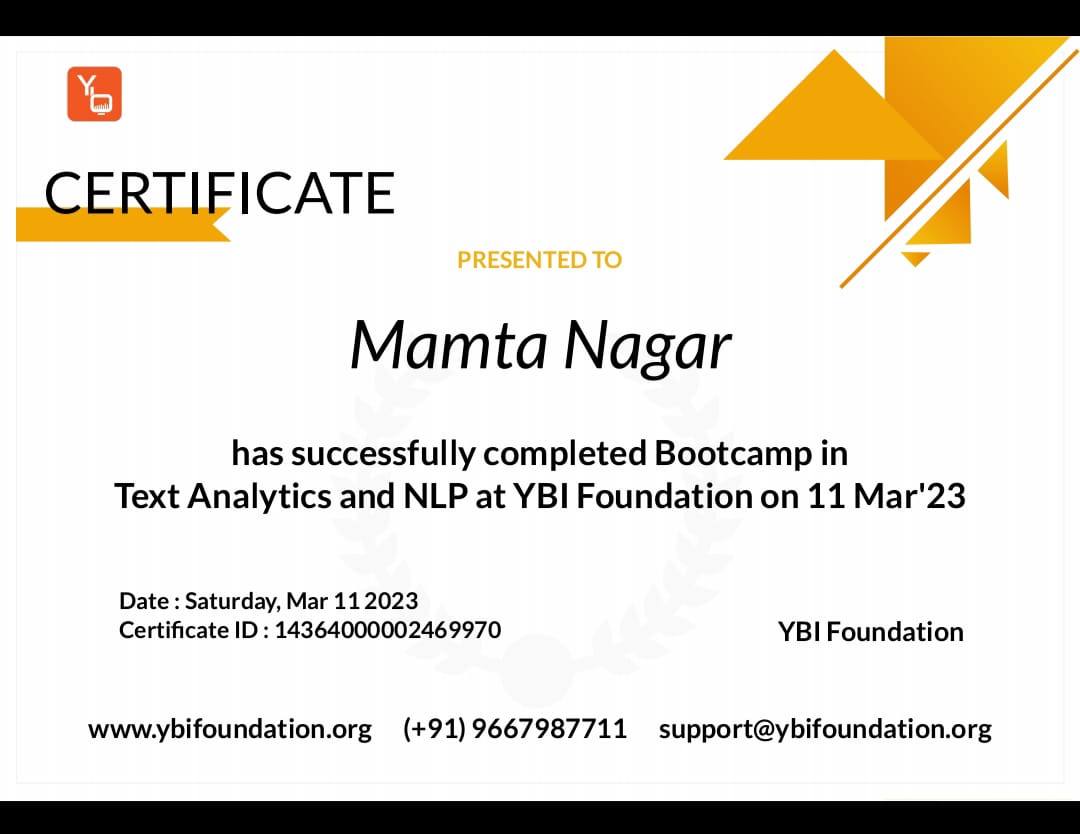 Yb
CERTIFICATE
PRESENTED TO
Mamta Nagar
has successfully completed Bootcamp in
Text Analytics and NLP at YBI Foundation on 11 Mar'23
Date : Saturday, Mar 11 2023
Certificate ID : 14364000002469970
YBI Foundation
www.ybifoundation.org (+91) 9667987711 support@ybifoundation.org